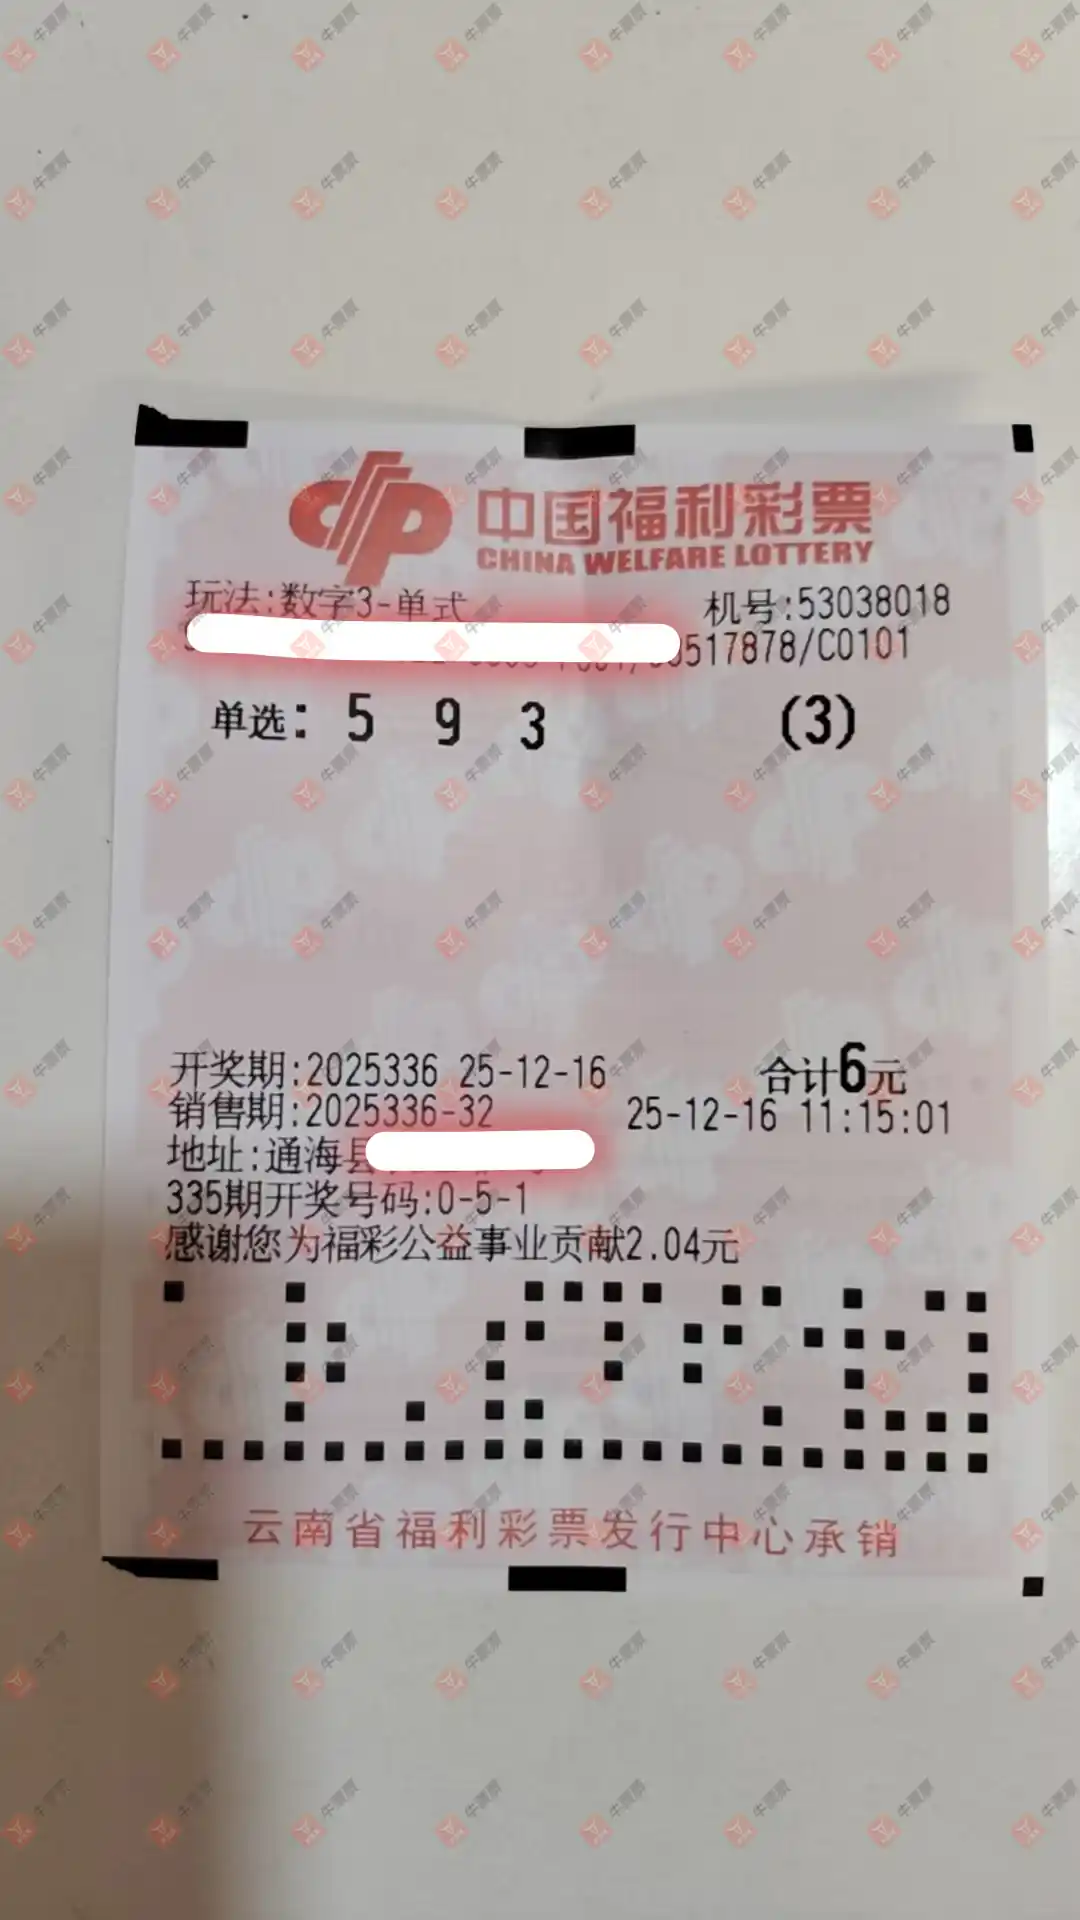 中国福利彩票
CHINA WELFARE LOTTERY
玩法:数字3-单式 机号:53038018
517878/C0101
单选: 5 9 3 (3)
开奖期:2025336 25-12-16 合计6元
销售期:2025336-32 25-12-16 11:15:01
地址:通海县
335期开奖号码:0-5-1
感谢您为福彩公益事业贡献2.04元
云南省福利彩票发行中心承销
牛票票